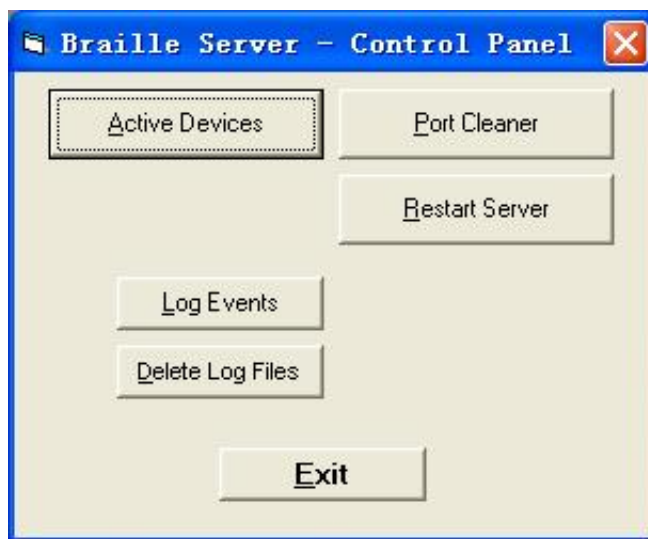 Braille Server - Control Panel
Active Devices
Port Cleaner
Restart Server
Log Events
Delete Log Files
Exit